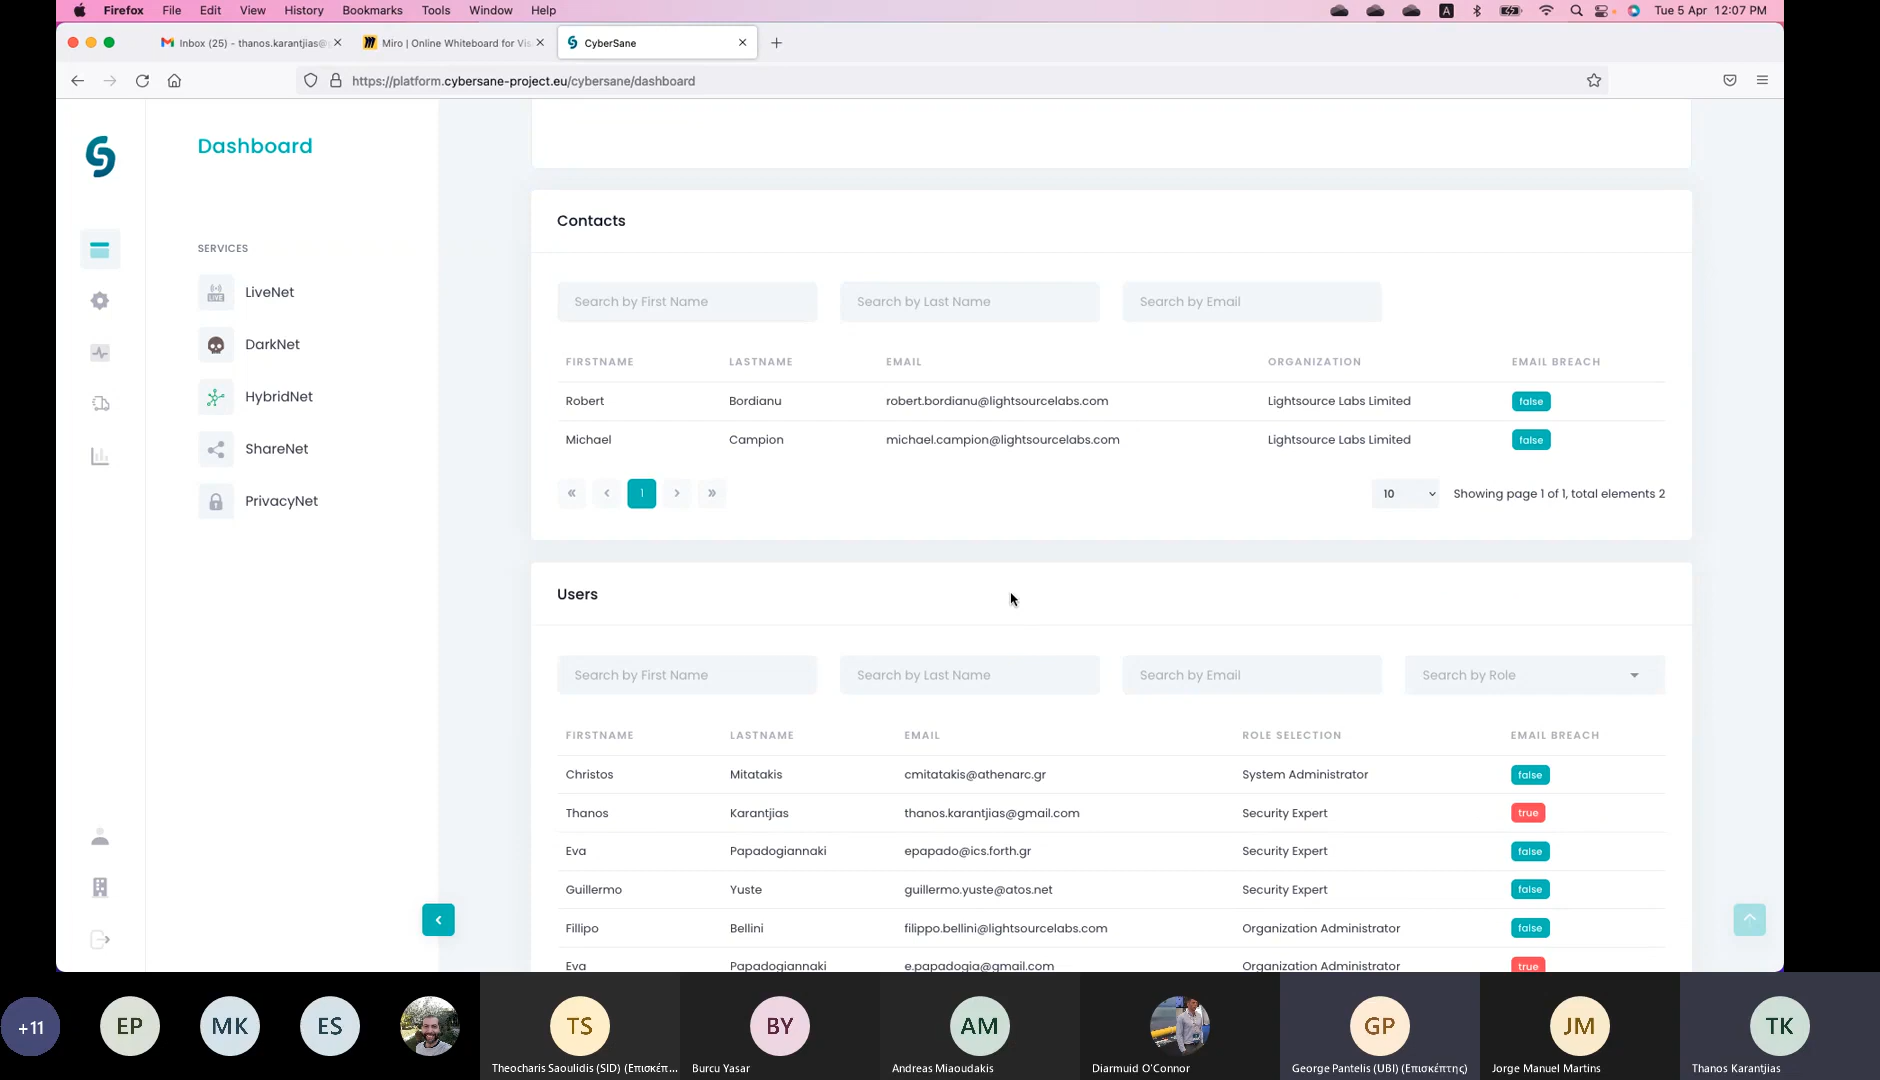 Firefox File Edit View History Bookmarks Tools Window Help A Tue 5 Apr 12:07 PM
Inbox (25) - thanos.karantjias@
Miro | Online Whiteboard for Vis
CyberSane
https://platform.cybersane-project.eu/cybersane/dashboard
Dashboard
SERVICES
LIVE LiveNet
DarkNet
HybridNet
ShareNet
PrivacyNet
Contacts
Search by First Name Search by Last Name Search by Email
FIRSTNAME LASTNAME EMAIL ORGANIZATION EMAIL BREACH
Robert Bordianu robert.bordianu@lightsourcelabs.com Lightsource Labs Limited false
Michael Campion michael.campion@lightsourcelabs.com Lightsource Labs Limited false
« ‹ 1 › » 10 Showing page 1 of 1, total elements 2
Users
Search by First Name Search by Last Name Search by Email Search by Role
FIRSTNAME LASTNAME EMAIL ROLE SELECTION EMAIL BREACH
Christos Mitatakis cmitatakis@athenarc.gr System Administrator false
Thanos Karantjias thanos.karantjias@gmail.com Security Expert true
Eva Papadogiannaki epapado@ics.forth.gr Security Expert false
Guillermo Yuste guillermo.yuste@atos.net Security Expert false
Fillipo Bellini filippo.bellini@lightsourcelabs.com Organization Administrator false
Eva Papadogiannaki e.papadogia@gmail.com Organization Administrator true
+11 EP MK ES TS BY AM GP JM TK
Theocharis Saoulidis (SID) (Επισκέπ... Burcu Yasar Andreas Miaoudakis Diarmuid O'Connor George Pantelis (UBI) (Επισκέπτης) Jorge Manuel Martins Thanos Karantjias